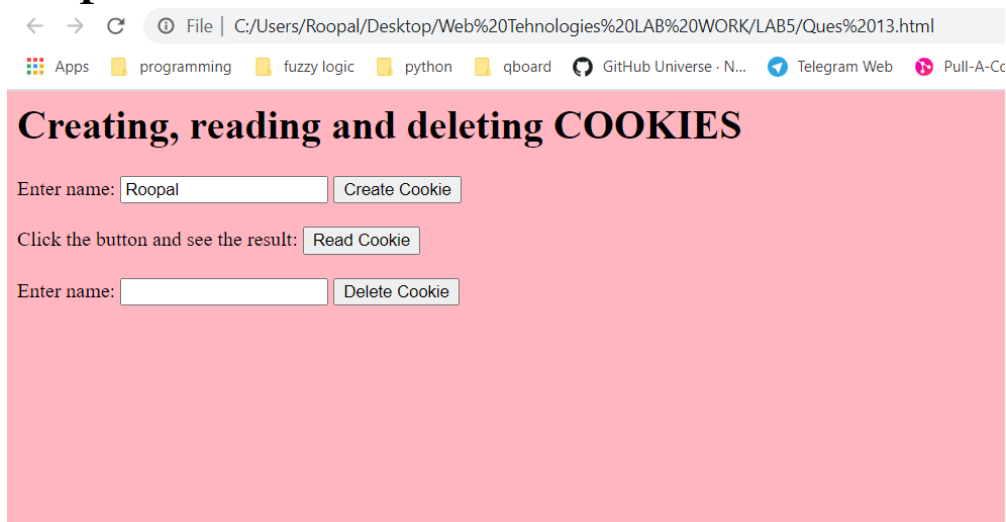 File | C:/Users/Roopal/Desktop/Web%20Tehnologies%20LAB%20WORK/LAB5/Ques%2013.html
Apps programming fuzzy logic python qboard GitHub Universe · N... Telegram Web Pull-A-Co
Creating, reading and deleting COOKIES
Enter name: Roopal Create Cookie
Click the button and see the result: Read Cookie
Enter name: Delete Cookie